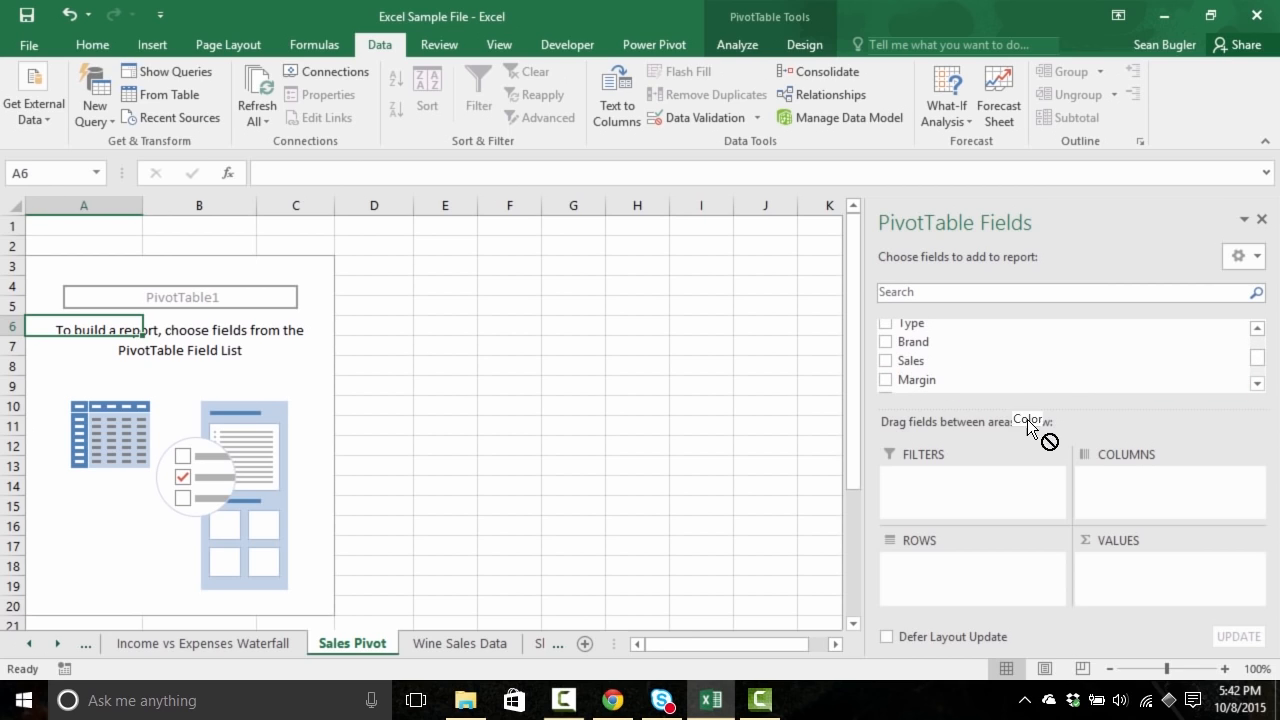 Excel Sample File - Excel
PivotTable Tools
File Home Insert Page Layout Formulas Data Review View Developer Power Pivot Analyze Design Tell me what you want to do... Sean Bugler Share
Get External Data
New Query
Show Queries
From Table
Recent Sources
Get & Transform
Refresh All
Connections
Properties
Edit Links
Connections
Sort
Filter
Clear
Reapply
Advanced
Sort & Filter
Text to Columns
Flash Fill
Remove Duplicates
Data Validation
Consolidate
Relationships
Manage Data Model
Data Tools
What-If Analysis
Forecast Sheet
Forecast
Group
Ungroup
Subtotal
Outline
A6
fx
A B C D E F G H I J K
1
2
3
4
5
6
7
8
9
10
11
12
13
14
15
16
17
18
19
20
21
PivotTable1
To build a report, choose fields from the
PivotTable Field List
PivotTable Fields
Choose fields to add to report:
Search
Type
Brand
Sales
Margin
Drag fields between areas
Color
FILTERS
COLUMNS
ROWS
Σ VALUES
Defer Layout Update
UPDATE
... Income vs Expenses Waterfall Sales Pivot Wine Sales Data Sl ...
Ready
100%
Ask me anything
5:42 PM
10/8/2015